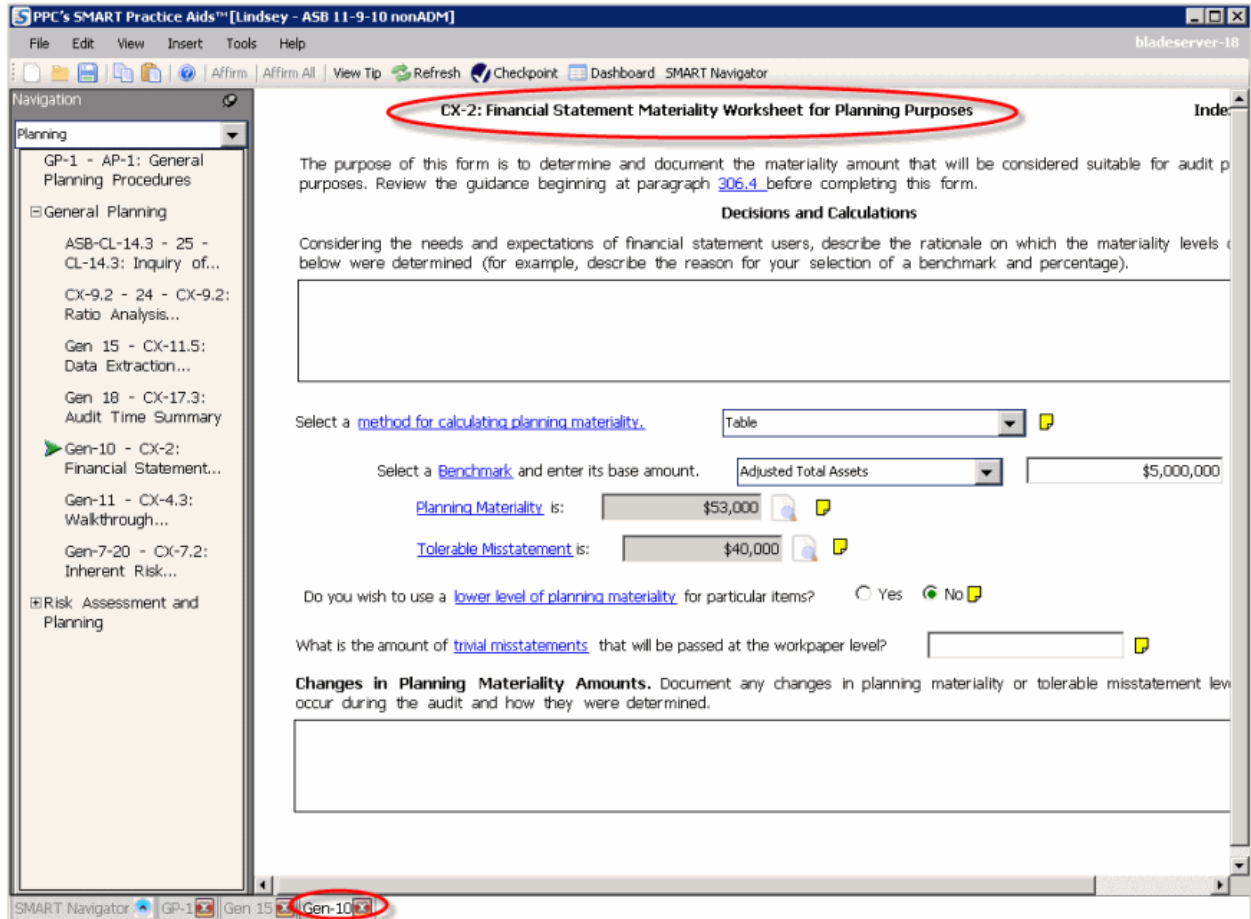 PPC's SMART Practice Aids™ [Lindsey - ASB 11-9-10 nonADM]
File Edit View Insert Tools Help bladeserver-18
Affirm Affirm All View Tip Refresh Checkpoint Dashboard SMART Navigator
Navigation
Planning
GP-1 - AP-1: General
Planning Procedures
General Planning
ASB-CL-14.3 - 25 -
CL-14.3: Inquiry of...
CX-9.2 - 24 - CX-9.2:
Ratio Analysis...
Gen 15 - CX-11.5:
Data Extraction...
Gen 18 - CX-17.3:
Audit Time Summary
Gen-10 - CX-2:
Financial Statement...
Gen-11 - CX-4.3:
Walkthrough...
Gen-7-20 - CX-7.2:
Inherent Risk...
Risk Assessment and
Planning
CX-2: Financial Statement Materiality Worksheet for Planning Purposes Inde
The purpose of this form is to determine and document the materiality amount that will be considered suitable for audit p
purposes. Review the guidance beginning at paragraph 306.4 before completing this form.
Decisions and Calculations
Considering the needs and expectations of financial statement users, describe the rationale on which the materiality levels
below were determined (for example, describe the reason for your selection of a benchmark and percentage).
Select a method for calculating planning materiality. Table
Select a Benchmark and enter its base amount. Adjusted Total Assets $5,000,000
Planning Materiality is: $53,000
Tolerable Misstatement is: $40,000
Do you wish to use a lower level of planning materiality for particular items? Yes No
What is the amount of trivial misstatements that will be passed at the workpaper level?
Changes in Planning Materiality Amounts. Document any changes in planning materiality or tolerable misstatement lev
occur during the audit and how they were determined.
SMART Navigator GP-1 Gen 15 Gen-10